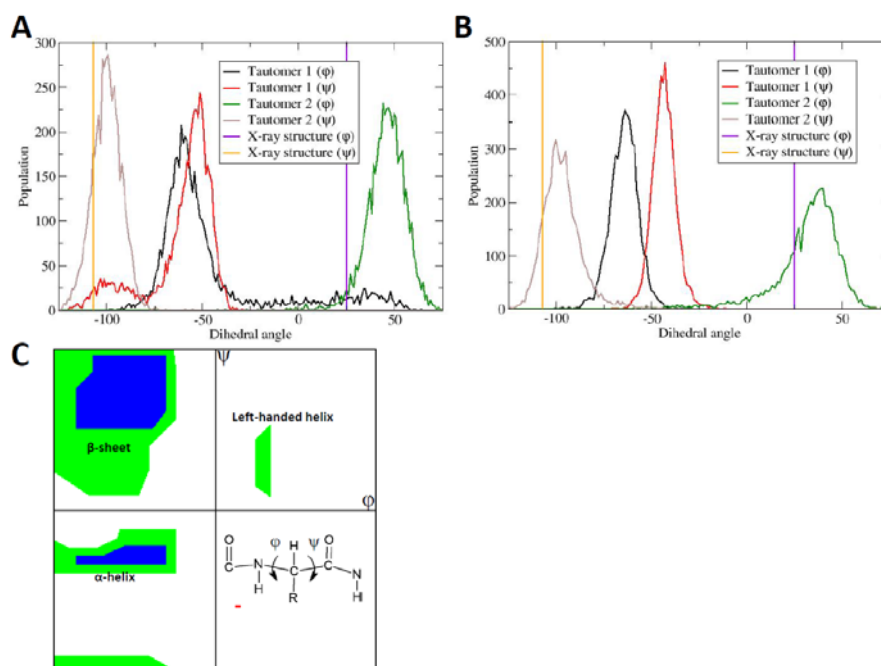 A
300
250
200
150
100
50
0
Population
-100
-50
0
50
Dihedral angle
Tautomer 1 (φ)
Tautomer 1 (ψ)
Tautomer 2 (φ)
Tautomer 2 (ψ)
X-ray structure (φ)
X-ray structure (ψ)
B
500
400
300
200
100
0
Population
-100
-50
0
50
Dihedral angle
Tautomer 1 (φ)
Tautomer 1 (ψ)
Tautomer 2 (φ)
Tautomer 2 (ψ)
X-ray structure (φ)
X-ray structure (ψ)
C
ψ
β-sheet
Left-handed helix
φ
α-helix
O
φ
H
ψ
O
C
N
C
C
N
H
R
H